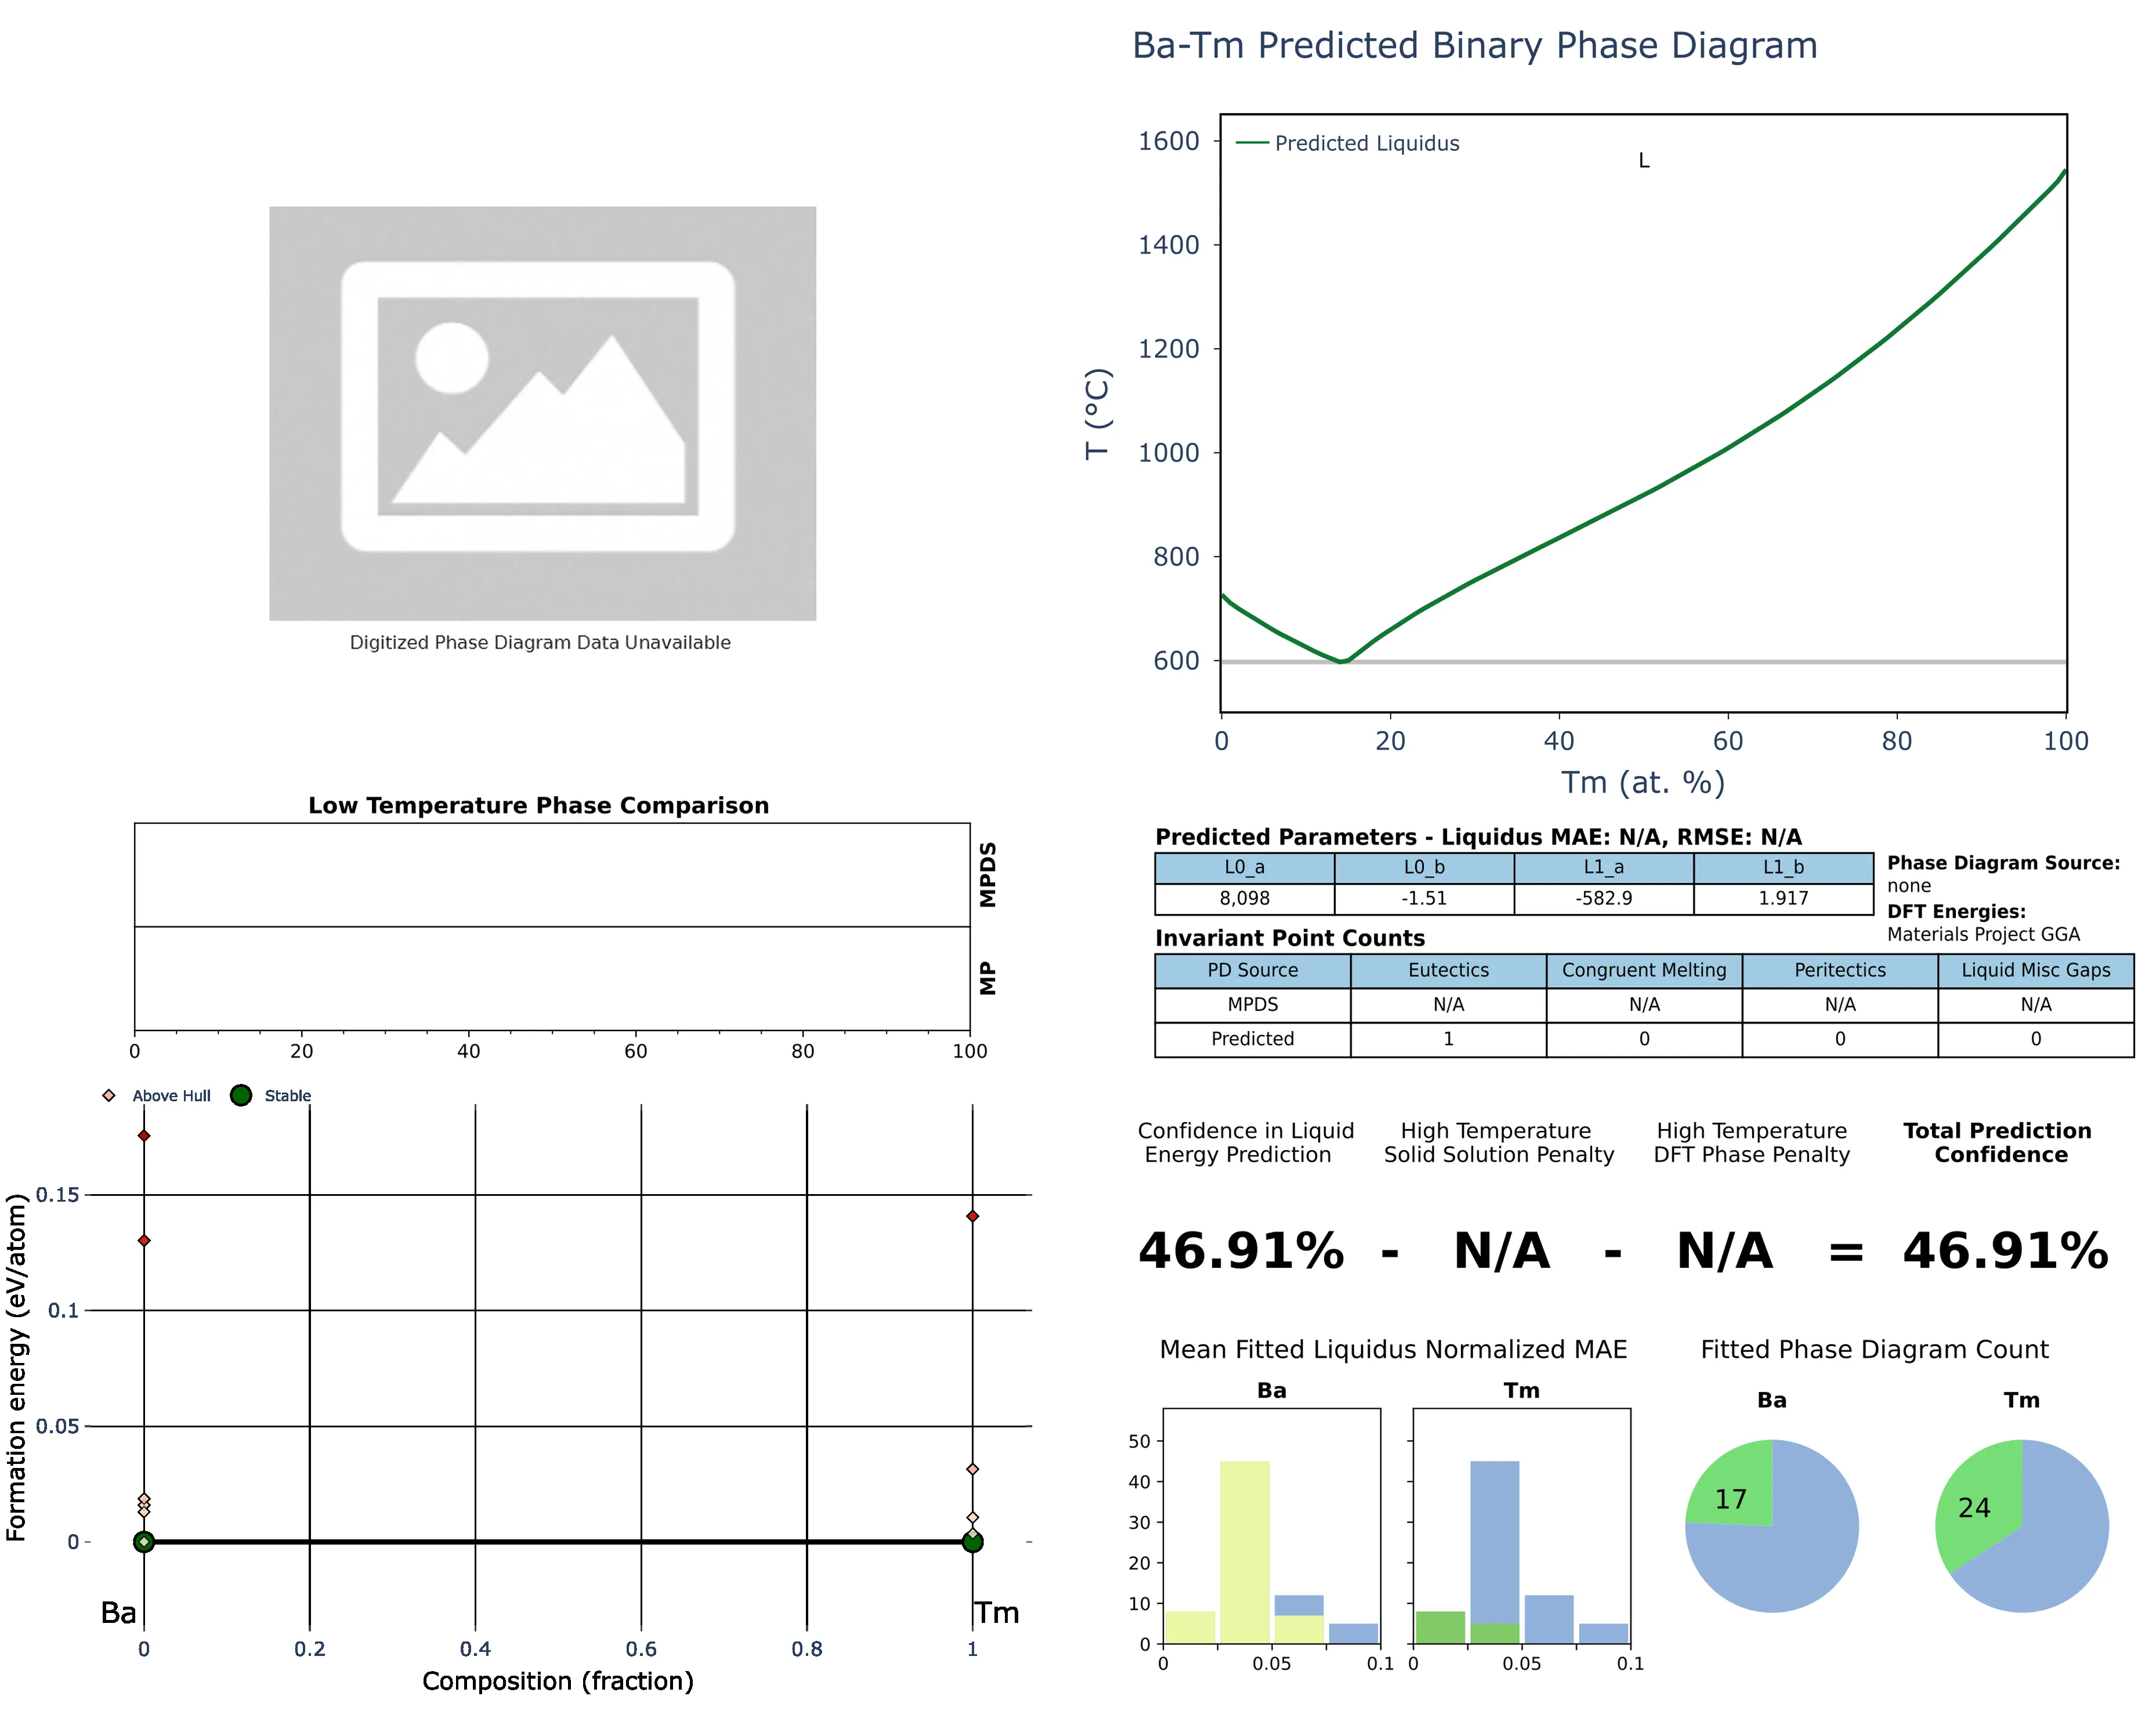 Ba-Tm Predicted Binary Phase Diagram
Predicted Liquidus
L
1600
1400
1200
1000
800
600
T (°C)
0 20 40 60 80 100
Tm (at. %)
Digitized Phase Diagram Data Unavailable
Low Temperature Phase Comparison
MPDS
MP
0 20 40 60 80 100
Predicted Parameters - Liquidus MAE: N/A, RMSE: N/A
L0_a L0_b L1_a L1_b
8,098 -1.51 -582.9 1.917
Phase Diagram Source:
none
DFT Energies:
Materials Project GGA
Invariant Point Counts
PD Source Eutectics Congruent Melting Peritectics Liquid Misc Gaps
MPDS N/A N/A N/A N/A
Predicted 1 0 0 0
Above Hull Stable
0.15
0.1
0.05
0
Formation energy (eV/atom)
Ba Tm
0 0.2 0.4 0.6 0.8 1
Composition (fraction)
Confidence in Liquid
Energy Prediction
High Temperature
Solid Solution Penalty
High Temperature
DFT Phase Penalty
Total Prediction
Confidence
46.91% - N/A - N/A = 46.91%
Mean Fitted Liquidus Normalized MAE
Ba Tm
50
40
30
20
10
0
0 0.05 0.1 0 0.05 0.1
Fitted Phase Diagram Count
Ba Tm
17 24